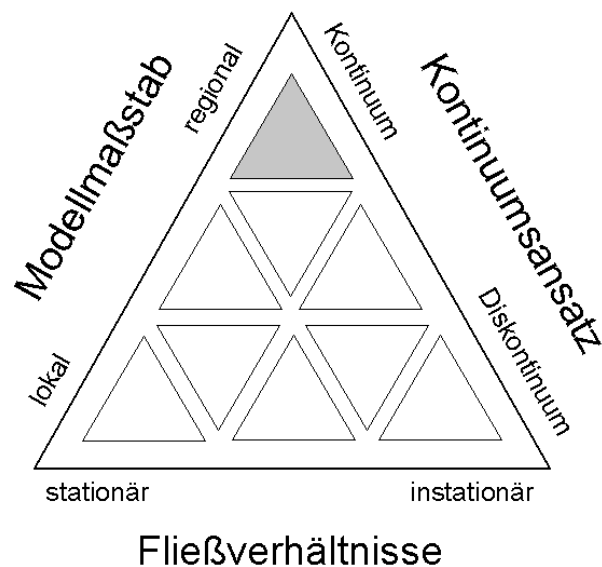 Modellmaßstab
regional
Kontinuum
Kontinuumsansatz
lokal
Diskontinuum
stationär
instationär
Fließverhältnisse